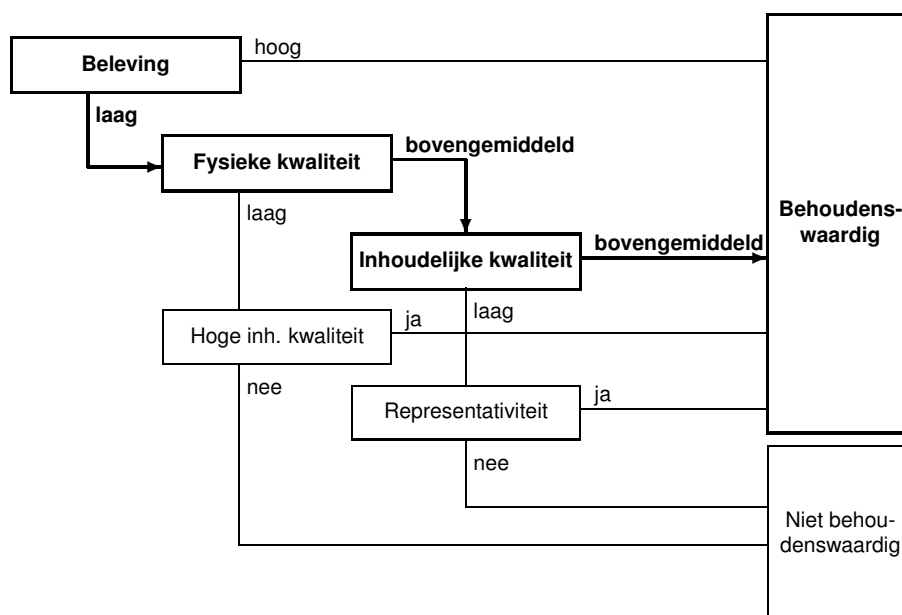 hoog
Beleving
laag
bovengemiddeld
Fysieke kwaliteit
laag
Behoudens-
waardig
bovengemiddeld
Inhoudelijke kwaliteit
laag
ja
Hoge inh. kwaliteit
nee
ja
Representativiteit
nee
Niet behou-
denswaardig